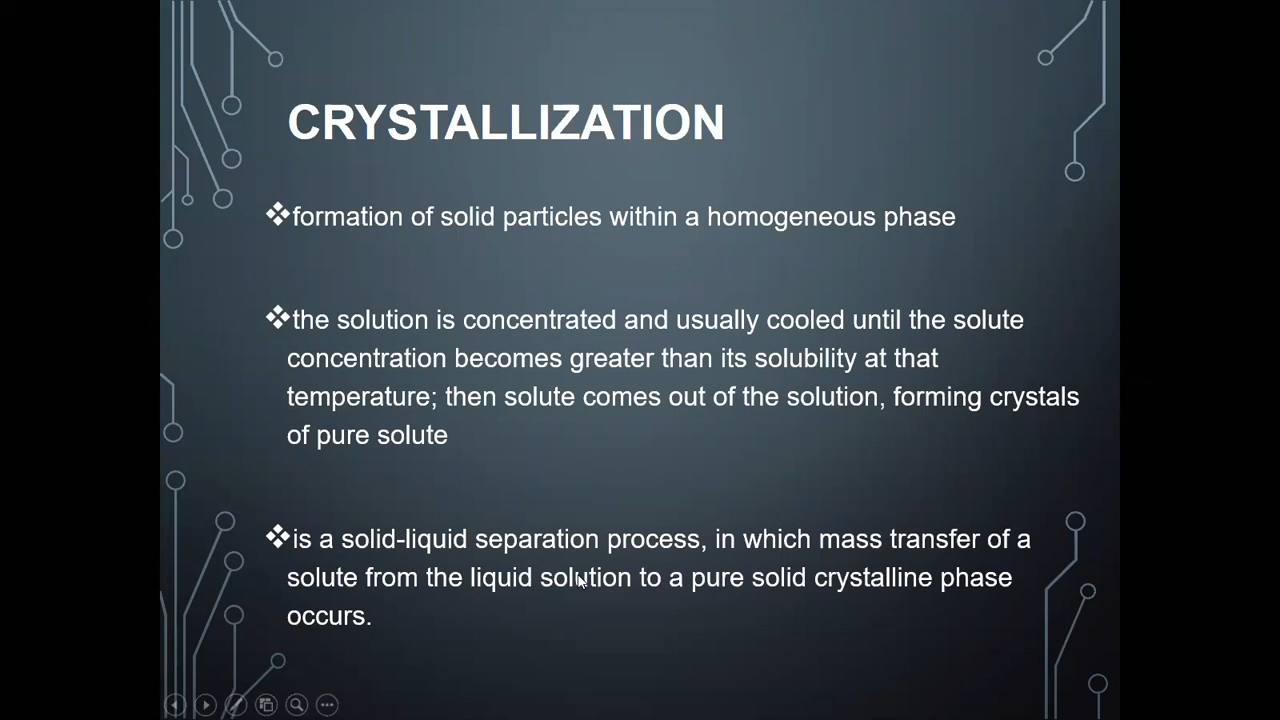 CRYSTALLIZATION
❖formation of solid particles within a homogeneous phase
❖the solution is concentrated and usually cooled until the solute
concentration becomes greater than its solubility at that
temperature; then solute comes out of the solution, forming crystals
of pure solute
❖is a solid-liquid separation process, in which mass transfer of a
solute from the liquid solution to a pure solid crystalline phase
occurs.